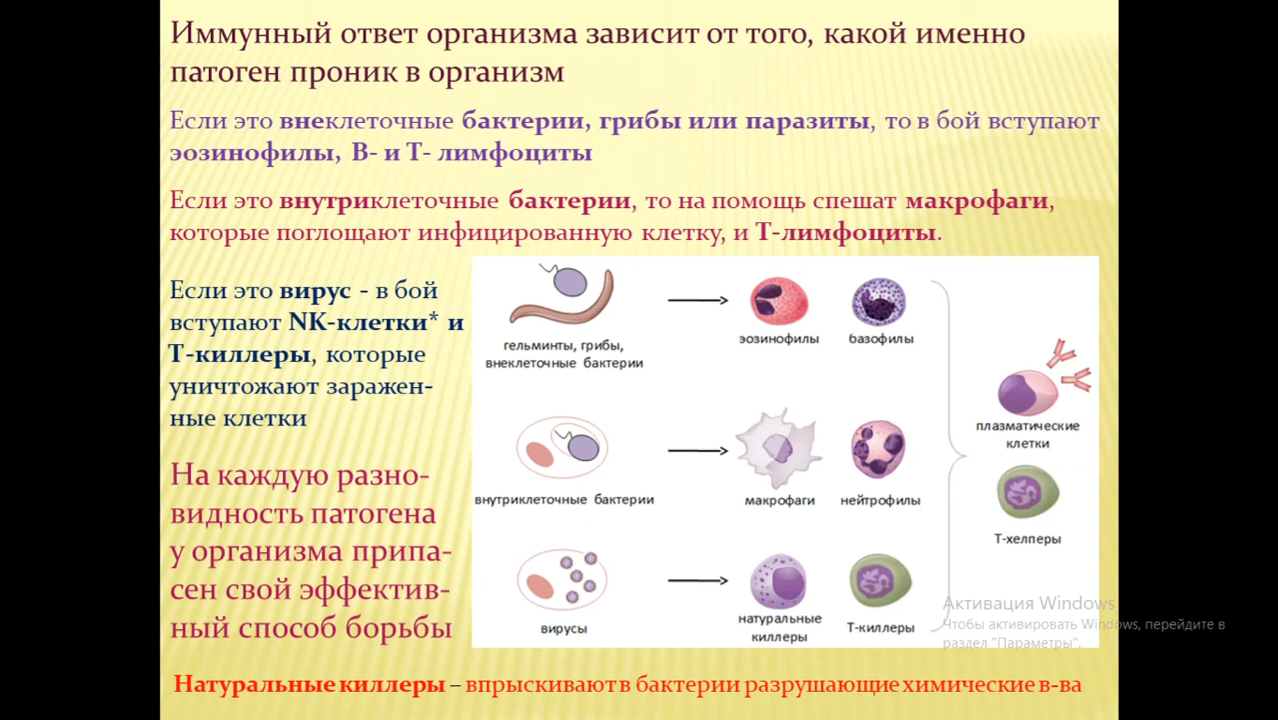 Иммунный ответ организма зависит от того, какой именно
патоген проник в организм
Если это внеклеточные бактерии, грибы или паразиты, то в бой вступают
эозинофилы, В- и Т- лимфоциты
Если это внутриклеточные бактерии, то на помощь спешат макрофаги,
которые поглощают инфицированную клетку, и Т-лимфоциты.
Если это вирус - в бой
вступают NK-клетки* и
Т-киллеры, которые
уничтожают заражен-
ные клетки
На каждую разно-
видность патогена
у организма припа-
сен свой эффектив-
ный способ борьбы
гельминты, грибы,
внеклеточные бактерии
эозинофилы
базофилы
внутриклеточные бактерии
макрофаги
нейтрофилы
вирусы
натуральные
киллеры
Т-киллеры
плазматические
клетки
Т-хелперы
Активация Windows
Чтобы активировать Windows, перейдите в
раздел "Параметры".
Натуральные киллеры – впрыскивают в бактерии разрушающие химические в-ва